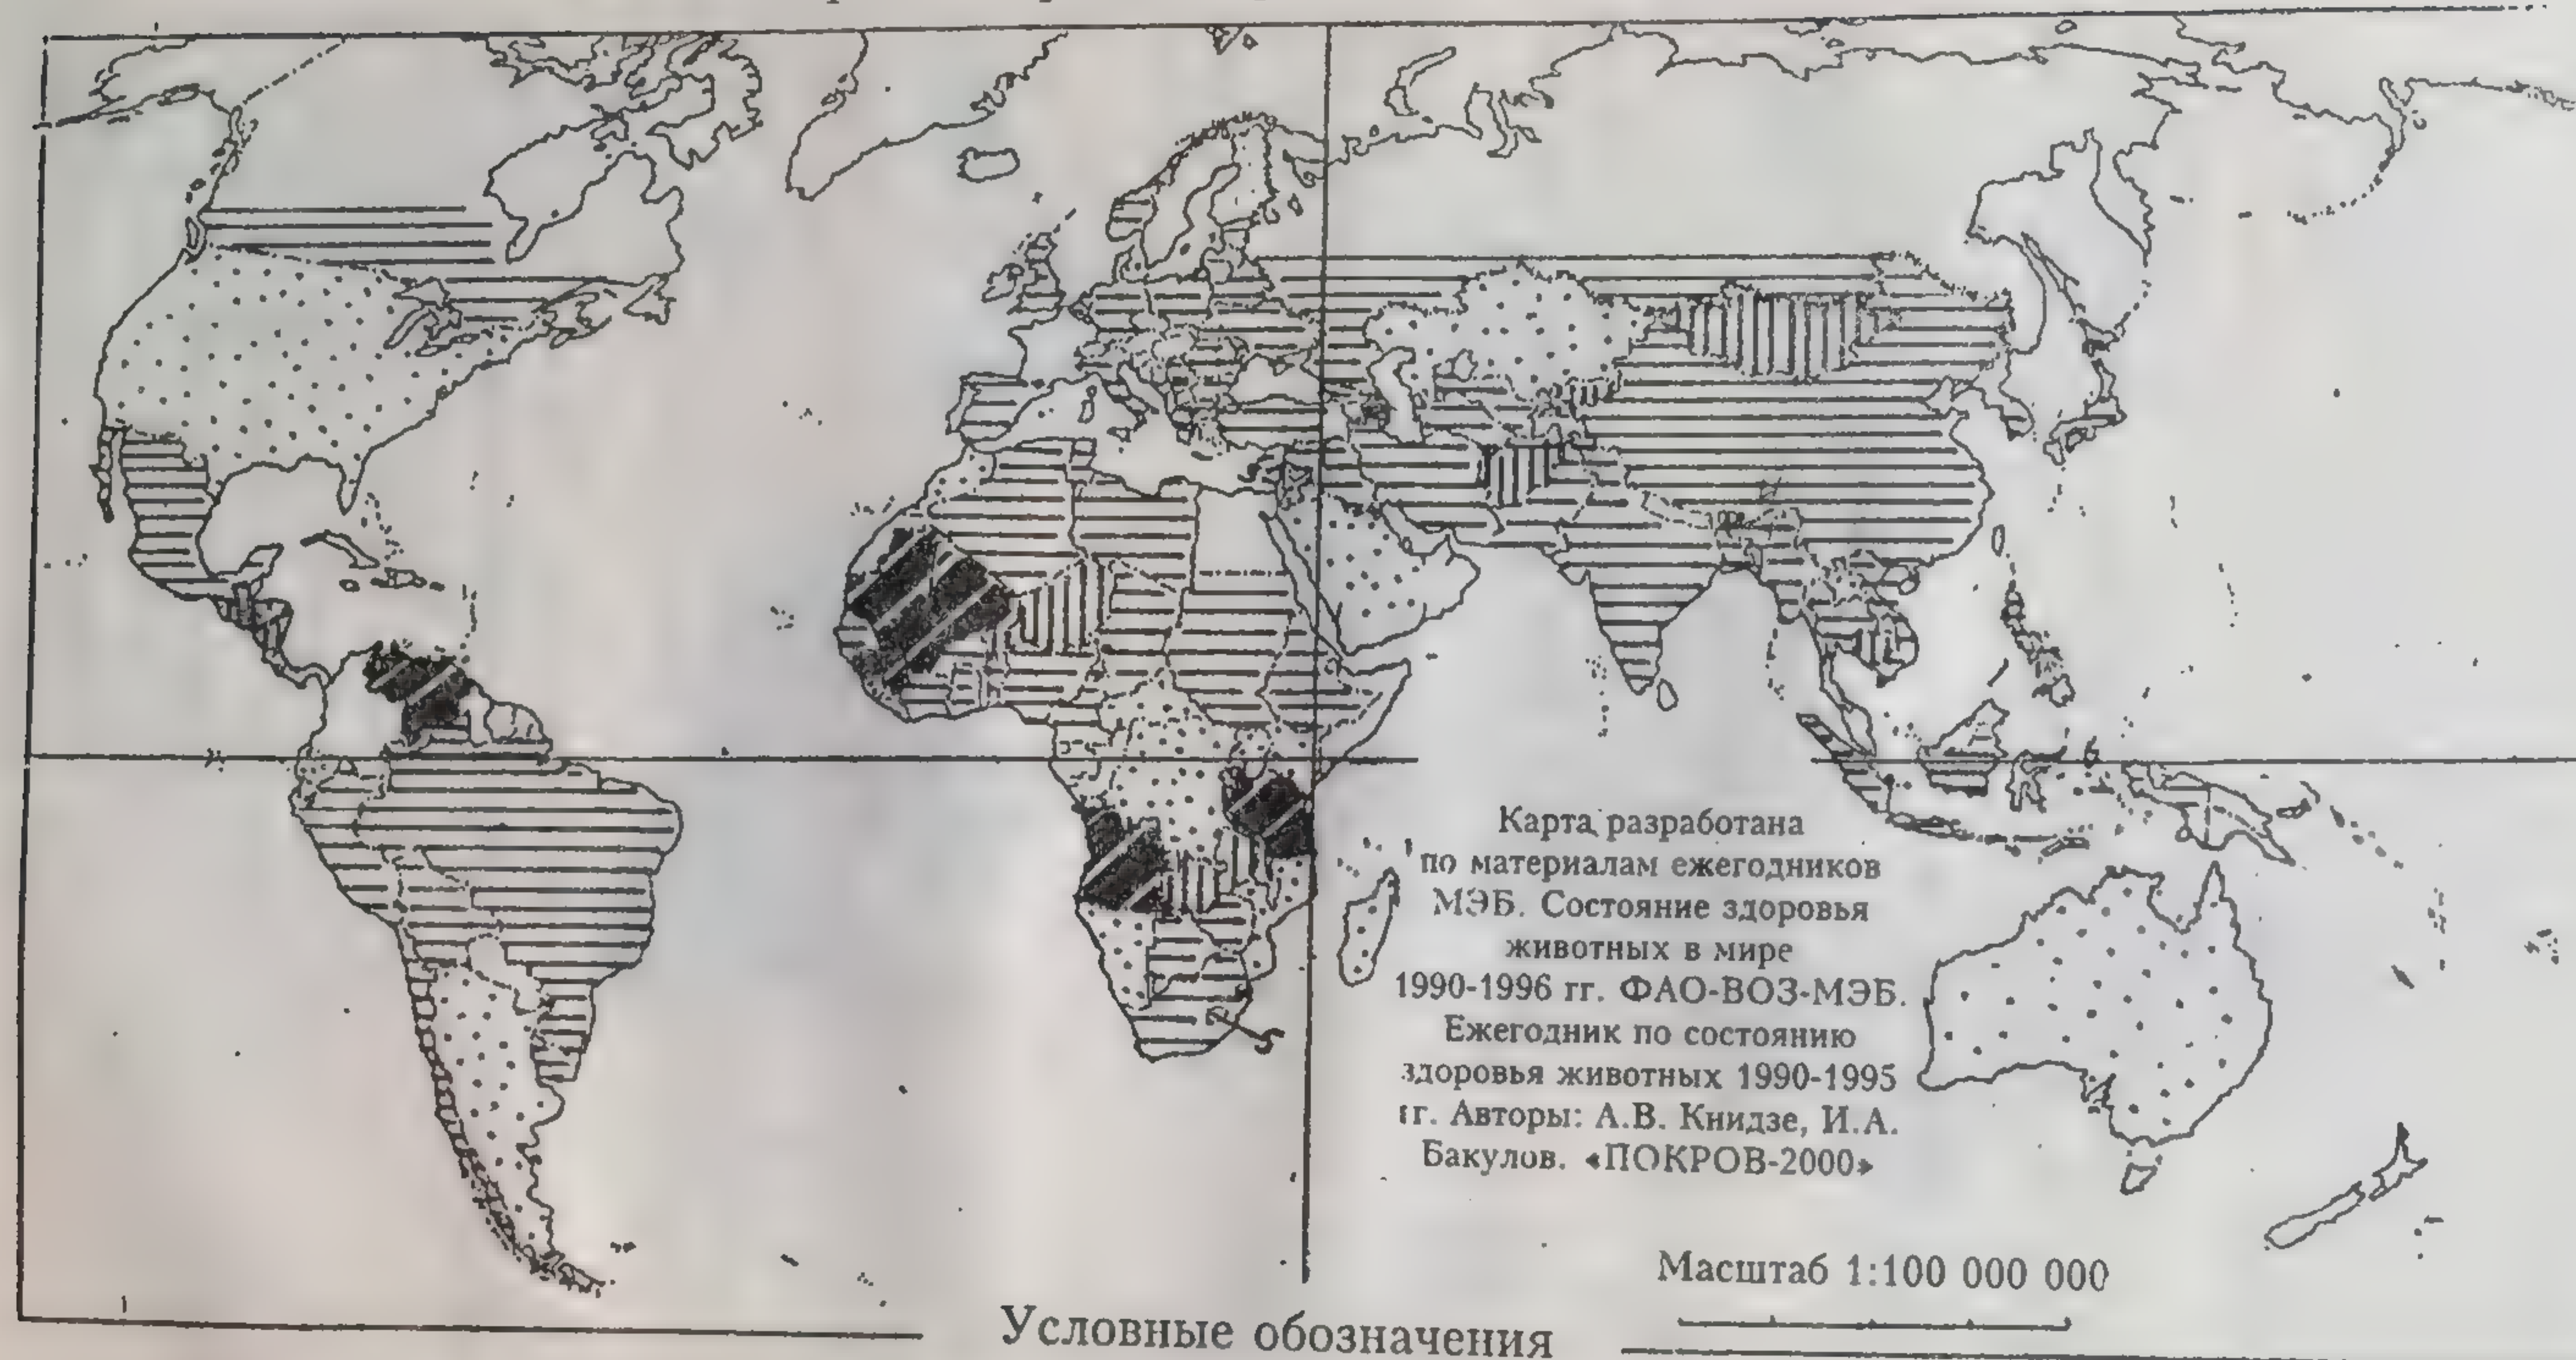 Карта разработана
по материалам ежегодников
МЭБ. Состояние здоровья
животных в мире
1990-1996 гг. ФАО-ВОЗ-МЭБ.
Ежегодник по состоянию
здоровья животных 1990-1995
гг. Авторы: А.В. Книдзе, И.А.
Бакулов. «ПОКРОВ-2000»
Масштаб 1:100 000 000
Условные обозначения